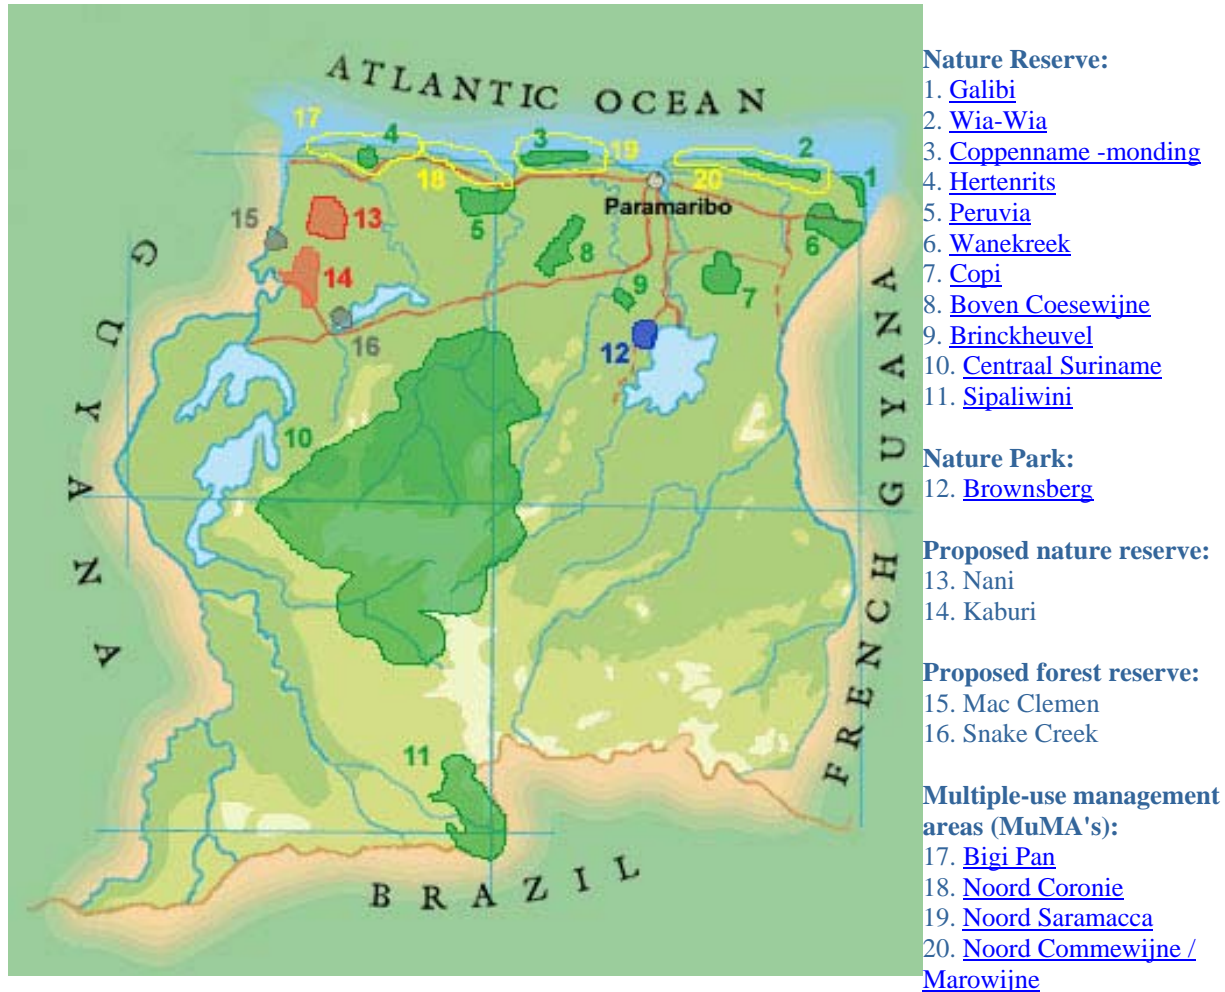 ATLANTIC OCEAN
17
4
3
19
2
18
20
1
Paramaribo
15
13
5
8
6
14
9
7
16
12
10
11
GUYANA
FRENCH GUYANA
BRAZIL
Nature Reserve:
1. Galibi
2. Wia-Wia
3. Coppenname -monding
4. Hertenrits
5. Peruvia
6. Wanekreek
7. Copi
8. Boven Coesewijne
9. Brinckheuvel
10. Centraal Suriname
11. Sipaliwini
Nature Park:
12. Brownsberg
Proposed nature reserve:
13. Nani
14. Kaburi
Proposed forest reserve:
15. Mac Clemen
16. Snake Creek
Multiple-use management
areas (MuMA's):
17. Bigi Pan
18. Noord Coronie
19. Noord Saramacca
20. Noord Commewijne /
Marowijne